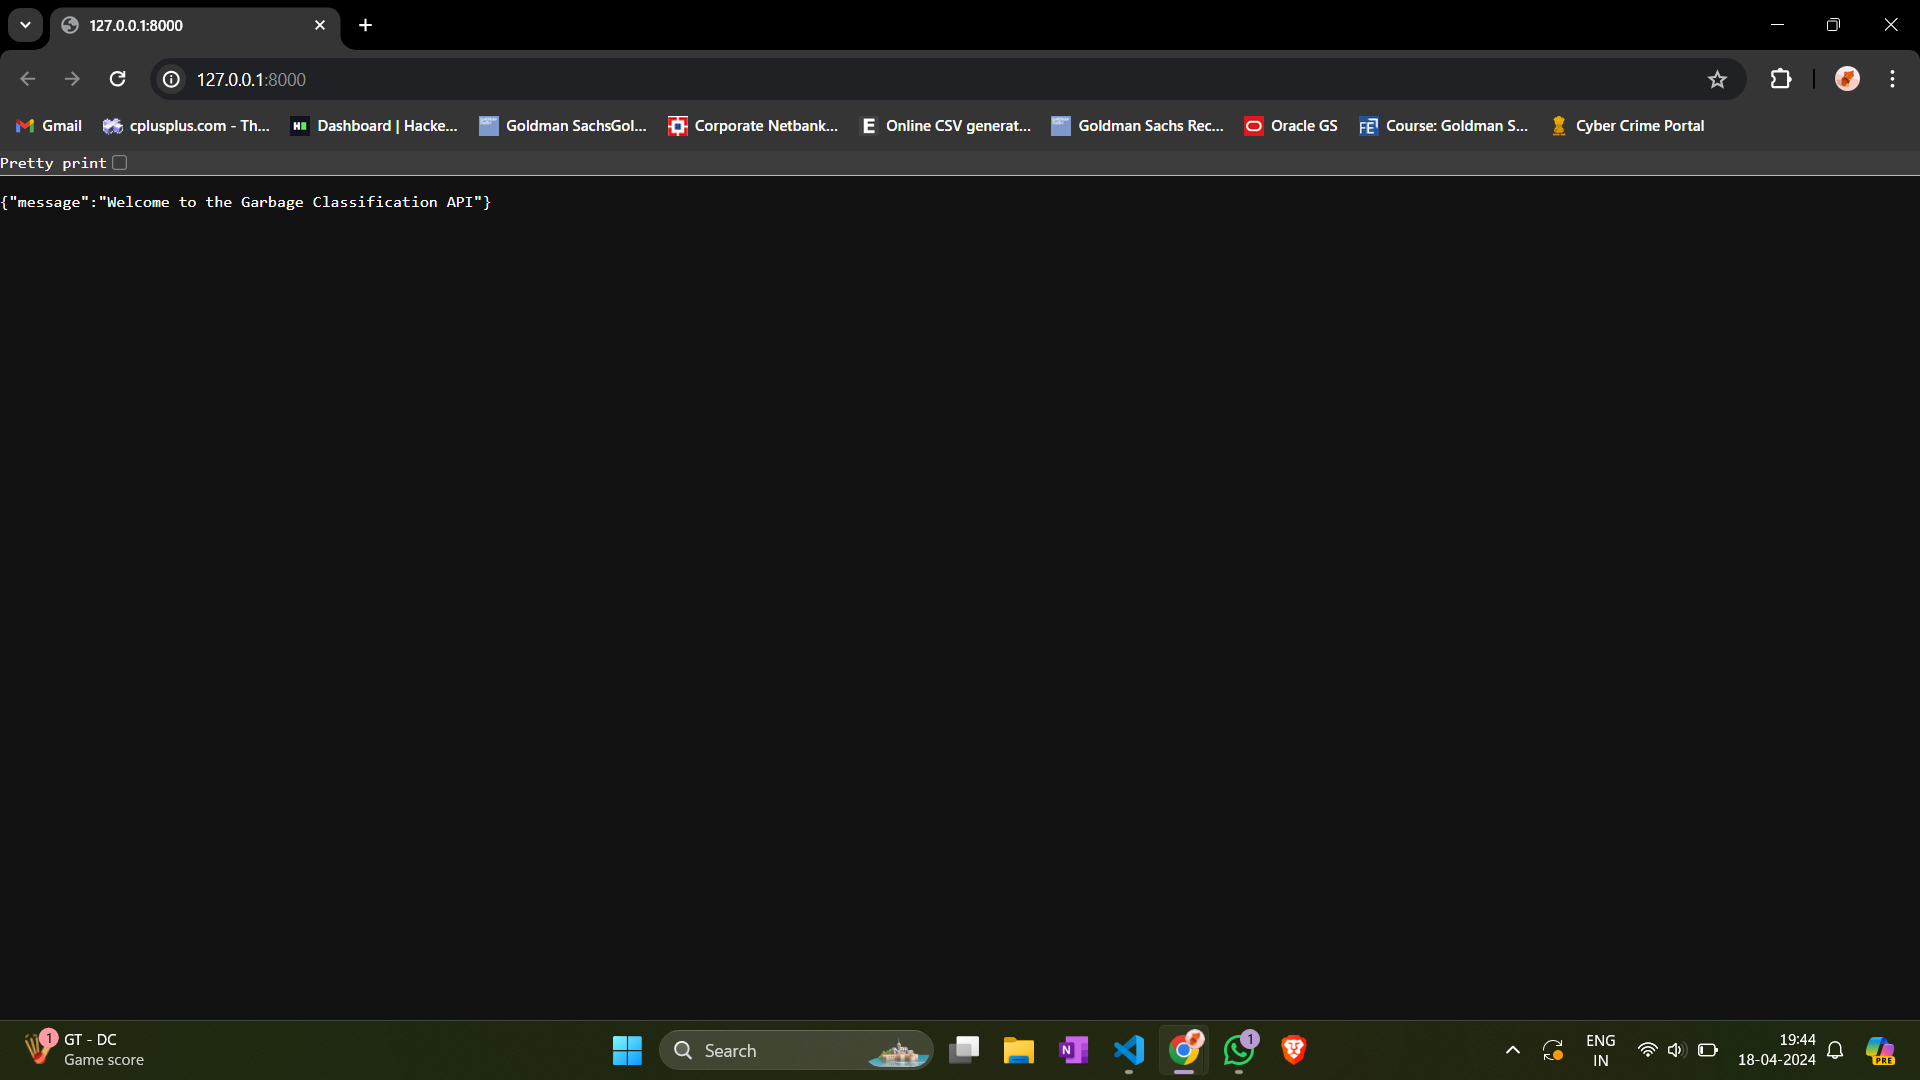 127.0.0.1:8000
127.0.0.1:8000
Gmail
cplusplus.com - Th...
Dashboard | Hacke...
Goldman SachsGol...
Corporate Netbank...
Online CSV generat...
Goldman Sachs Rec...
Oracle GS
Course: Goldman S...
Cyber Crime Portal
Pretty print
{"message":"Welcome to the Garbage Classification API"}
1
GT - DC
Game score
Search
1
ENG
IN
19:44
18-04-2024
PRE